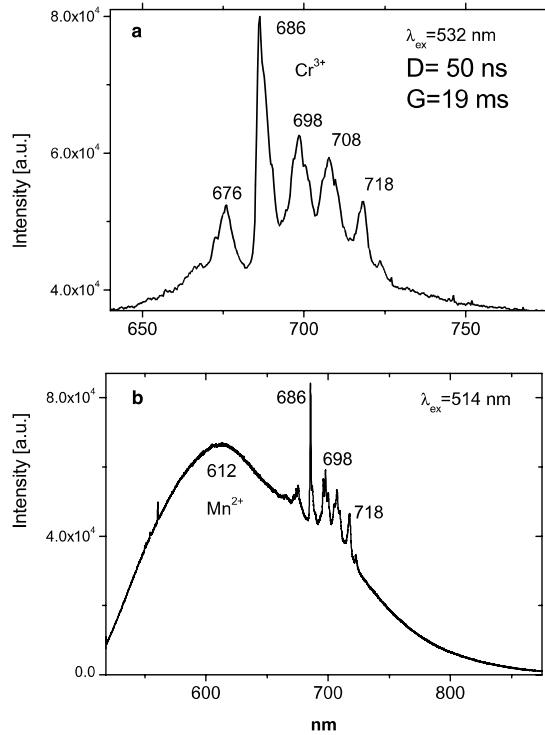 a
686
λex=532 nm
D= 50 ns
G=19 ms
Cr3+
698
708
718
676
8.0x10⁴
6.0x10⁴
4.0x10⁴
Intensity [a.u.]
650 700 750
b
686
λex=514 nm
698
612
Mn2+
718
8.0x10⁴
4.0x10⁴
0.0
Intensity [a.u.]
600 700 800
nm